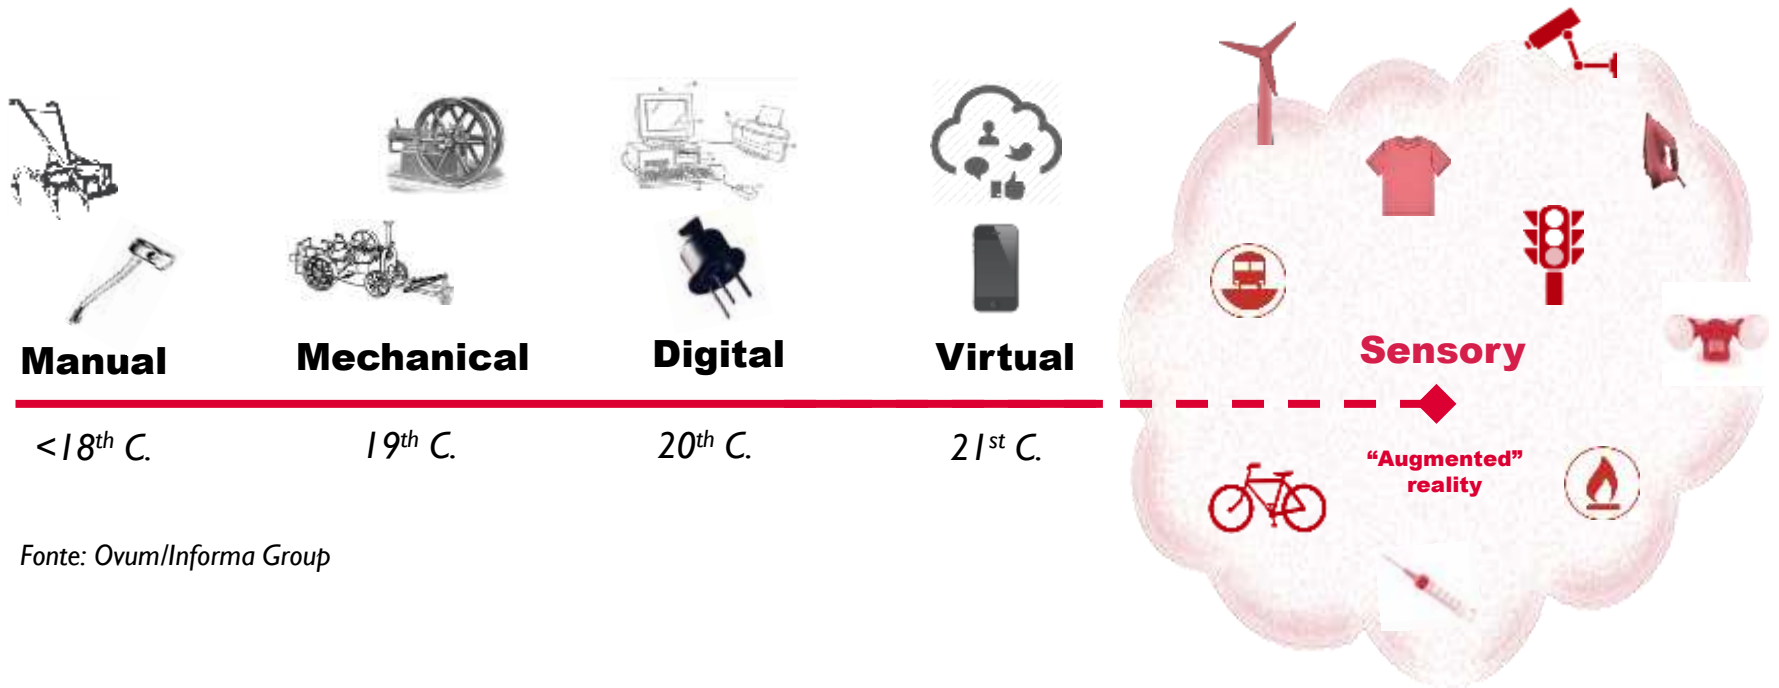 Manual
Mechanical
Digital
Virtual
Sensory
<18th C.
19th C.
20th C.
21st C.
“Augmented”
reality
Fonte: Ovum/Informa Group